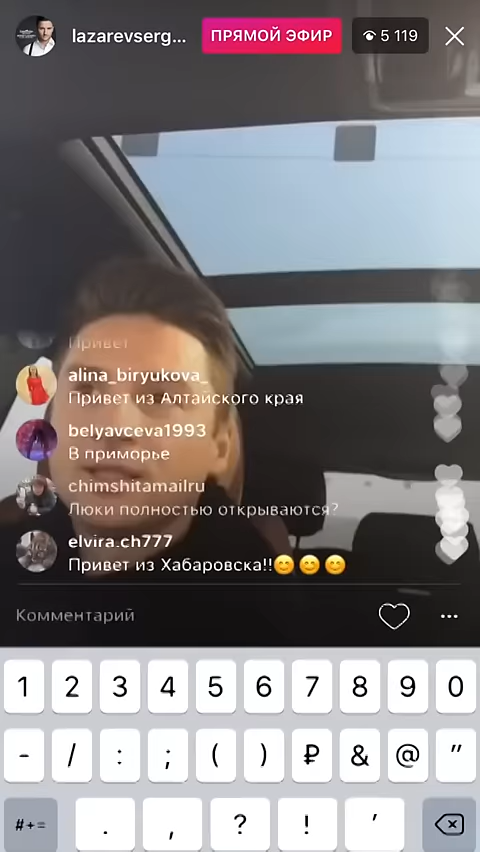 lazarevserg...
ПРЯМОЙ ЭФИР
5 119
Привет
alina_biryukova_
Привет из Алтайского края
belyavceva1993
В приморье
chimshitamailru
Люки полностью открываются?
elvira.ch777
Привет из Хабаровска!!😊😊😊
Комментарий
1 2 3 4 5 6 7 8 9 0
- / : ; ( ) ₽ & @ "
#+= . , ? ! ’